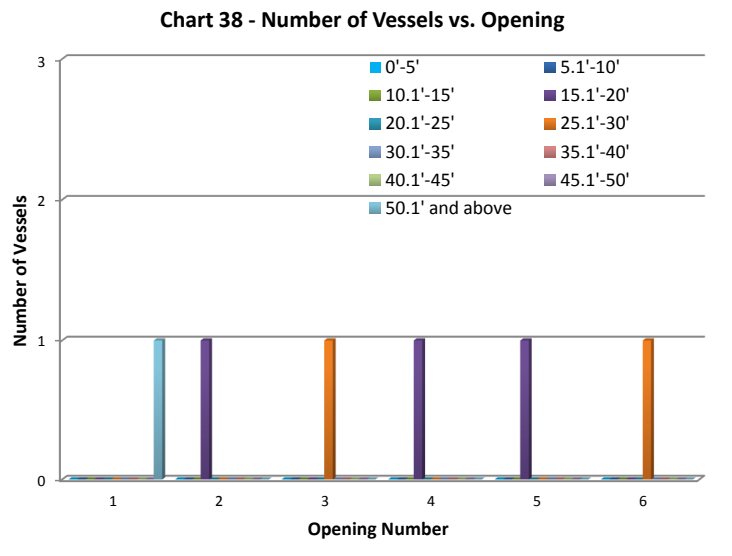 Chart 38 - Number of Vessels vs. Opening
3
0'-5' 5.1'-10'
10.1'-15' 15.1'-20'
20.1'-25' 25.1'-30'
30.1'-35' 35.1'-40'
40.1'-45' 45.1'-50'
50.1' and above
2
Number of Vessels
1
0
1 2 3 4 5 6
Opening Number